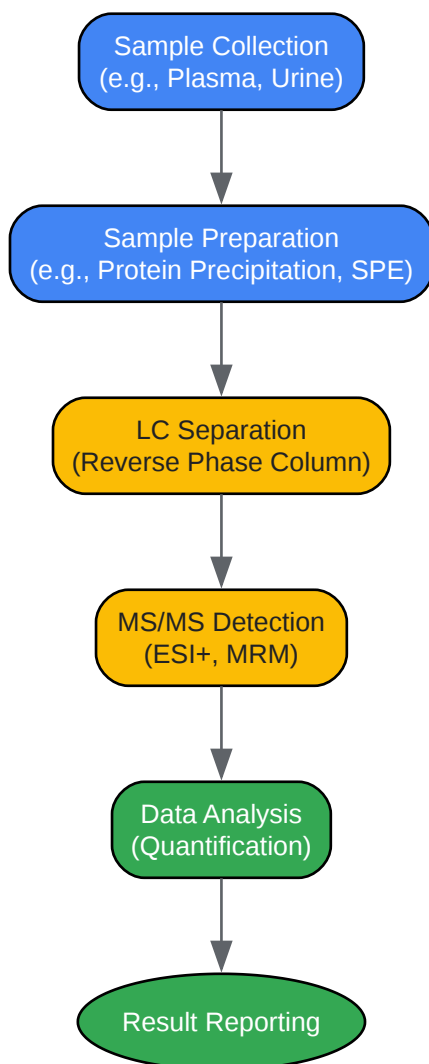 Sample Collection
(e.g., Plasma, Urine)
Sample Preparation
(e.g., Protein Precipitation, SPE)
LC Separation
(Reverse Phase Column)
MS/MS Detection
(ESI+, MRM)
Data Analysis
(Quantification)
Result Reporting